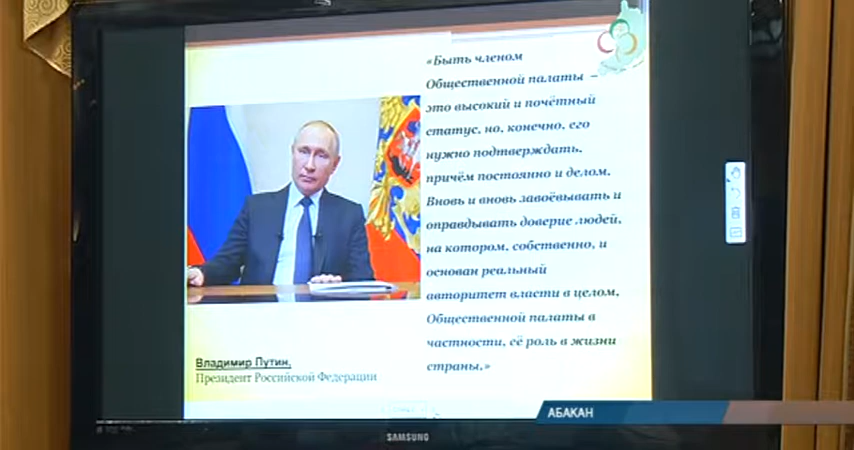 «Быть членом
Общественной палаты –
это высокий и почётный
статус, но, конечно, его
нужно подтверждать,
причём постоянно и делом.
Вновь и вновь завоёвывать и
оправдывать доверие людей,
на котором, собственно, и
основан реальный
авторитет власти в целом,
Общественной палаты в
частности, её роль в жизни
страны.»
Владимир Путин,
Президент Российской Федерации
АБАКАН
SAMSUNG